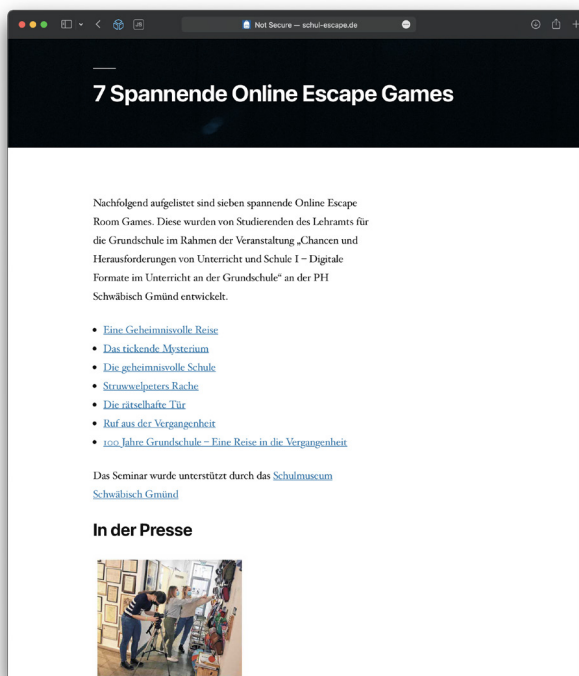 Not Secure — schul-escape.de
7 Spannende Online Escape Games
Nachfolgend aufgelistet sind sieben spannende Online Escape
Room Games. Diese wurden von Studierenden des Lehramts für
die Grundschule im Rahmen der Veranstaltung „Chancen und
Herausforderungen von Unterricht und Schule I – Digitale
Formate im Unterricht an der Grundschule“ an der PH
Schwäbisch Gmünd entwickelt.
• Eine Geheimnisvolle Reise
• Das tickende Mysterium
• Die geheimnisvolle Schule
• Struwwelpeters Rache
• Die rätselhafte Tür
• Ruf aus der Vergangenheit
• 100 Jahre Grundschule – Eine Reise in die Vergangenheit
Das Seminar wurde unterstützt durch das Schulmuseum
Schwäbisch Gmünd
In der Presse